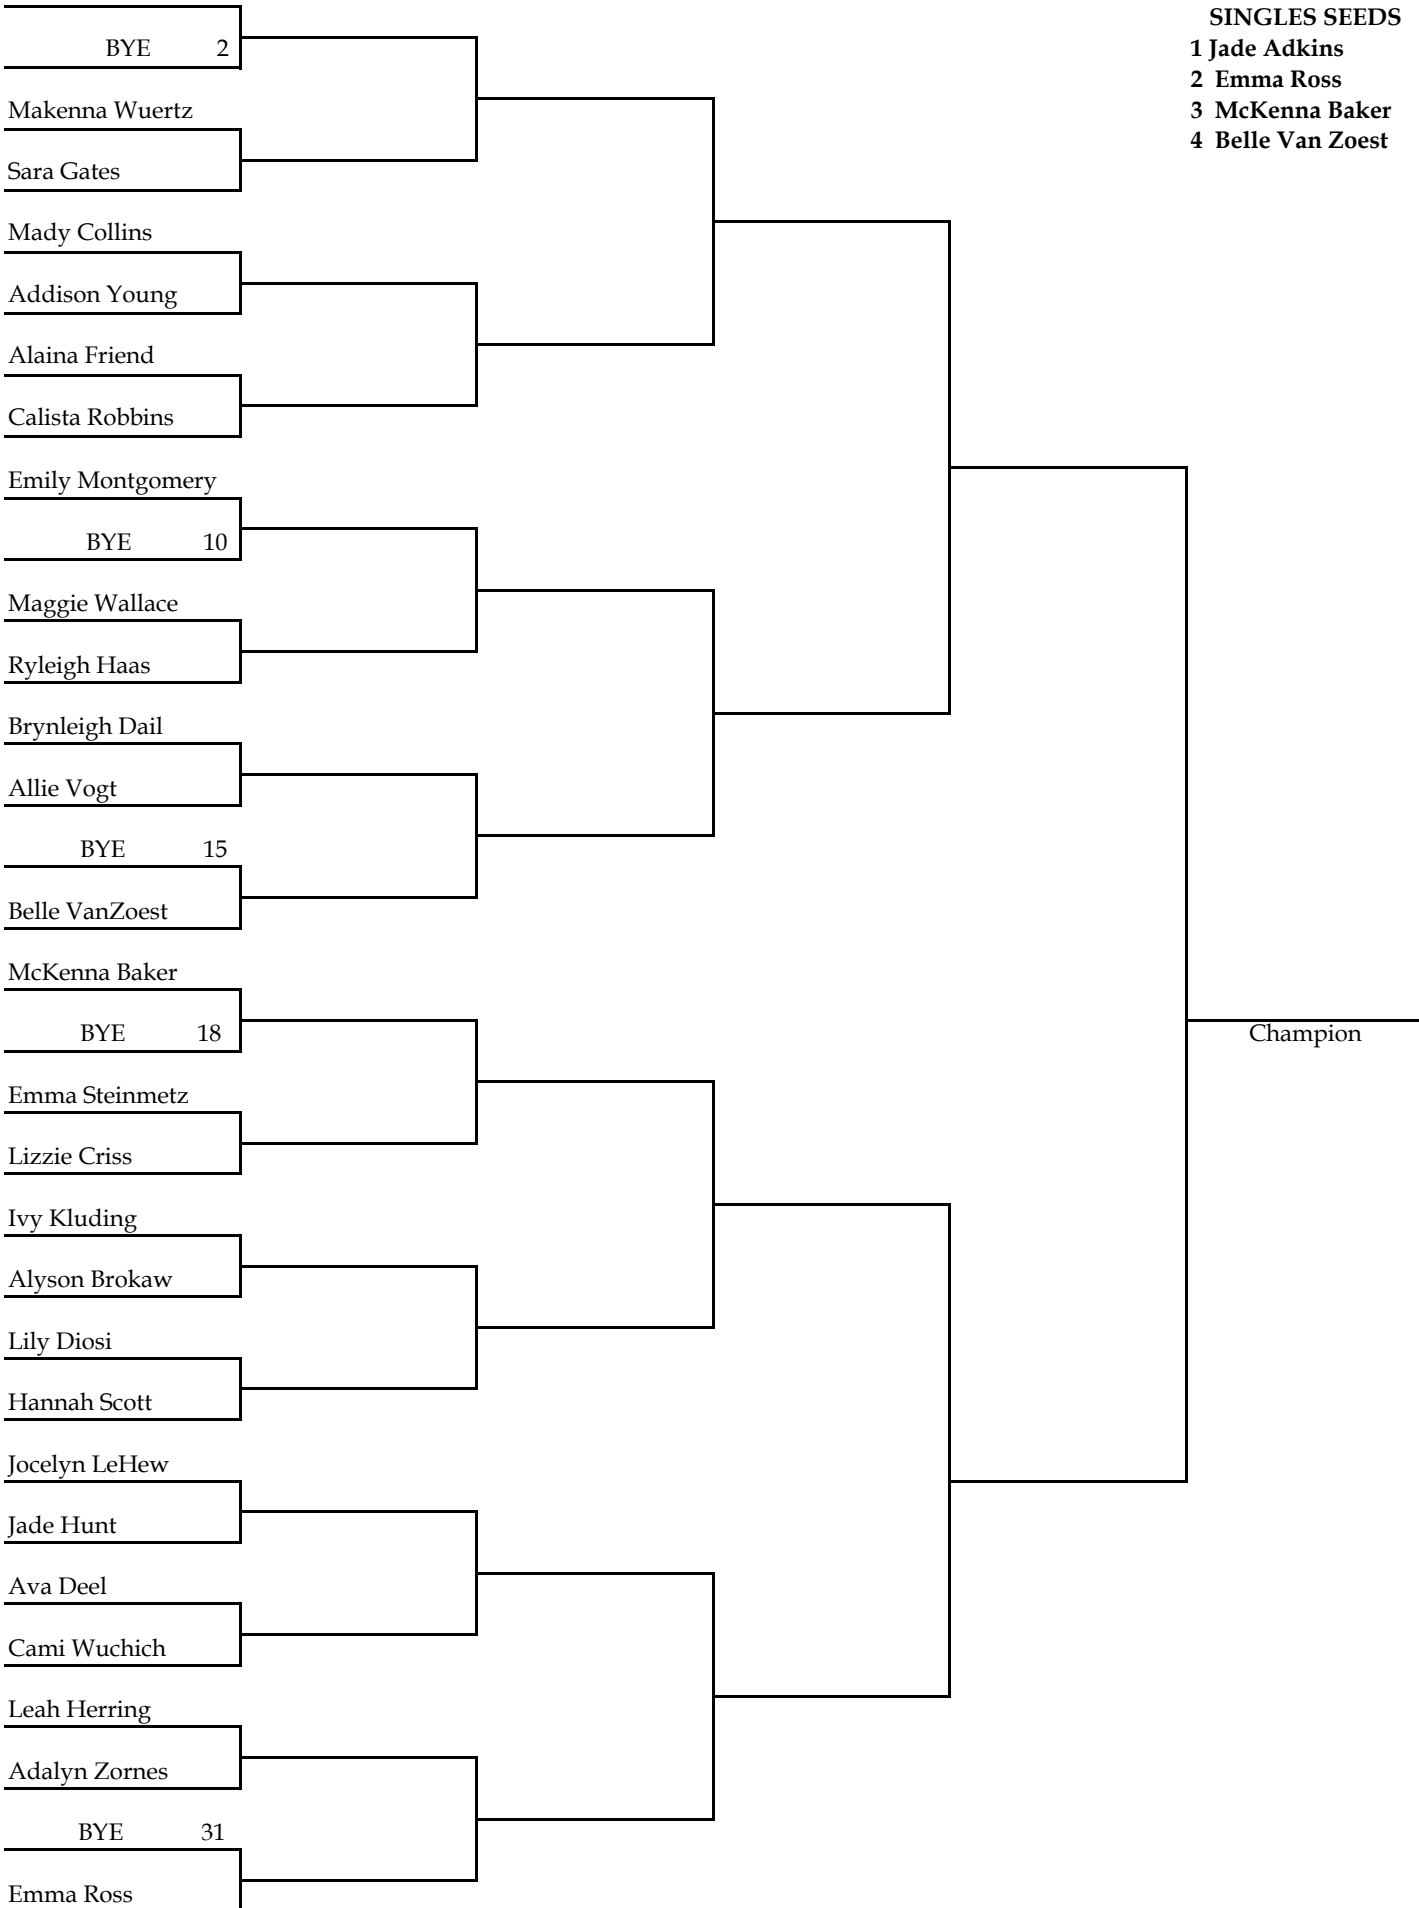 SINGLES SEEDS
1 Jade Adkins
2 Emma Ross
3 McKenna Baker
4 Belle Van Zoest
BYE 2
Makenna Wuertz
Sara Gates
Mady Collins
Addison Young
Alaina Friend
Calista Robbins
Emily Montgomery
BYE 10
Maggie Wallace
Ryleigh Haas
Brynleigh Dail
Allie Vogt
BYE 15
Belle VanZoest
McKenna Baker
BYE 18
Champion
Emma Steinmetz
Lizzie Criss
Ivy Kluding
Alyson Brokaw
Lily Diosi
Hannah Scott
Jocelyn LeHew
Jade Hunt
Ava Deel
Cami Wuchich
Leah Herring
Adalyn Zornes
BYE 31
Emma Ross